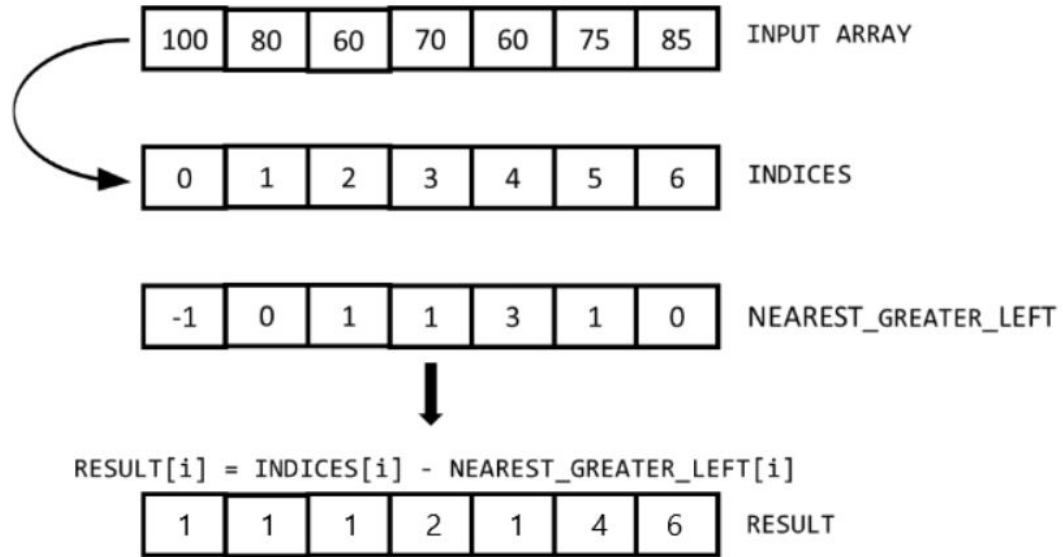 100 80 60 70 60 75 85 INPUT ARRAY
0 1 2 3 4 5 6 INDICES
-1 0 1 1 3 1 0 NEAREST_GREATER_LEFT
RESULT[i] = INDICES[i] - NEAREST_GREATER_LEFT[i]
1 1 1 2 1 4 6 RESULT